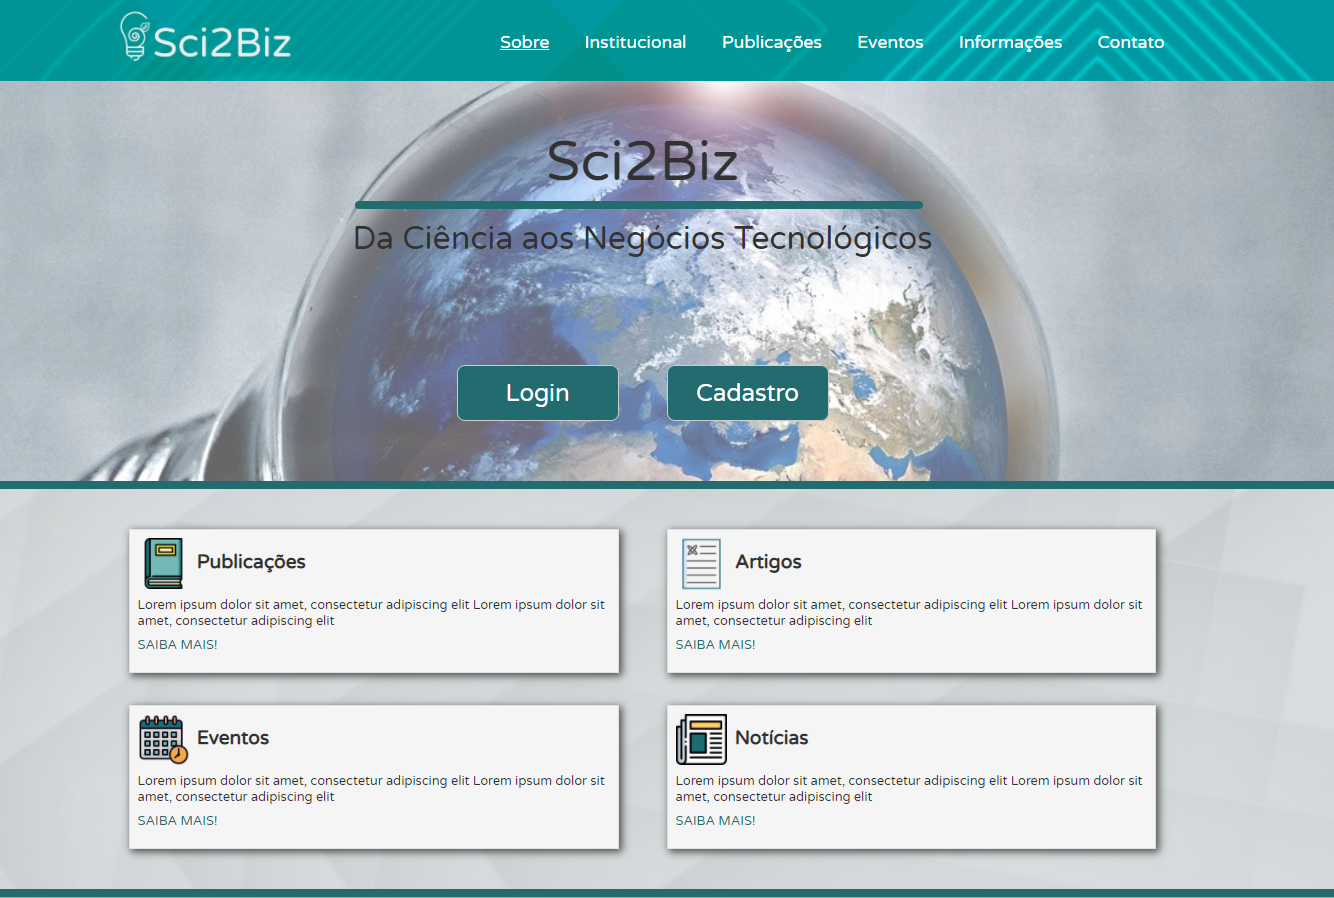 Sci2Biz
Sobre Institucional Publicações Eventos Informações Contato
Sci2Biz
Da Ciência aos Negócios Tecnológicos
Login Cadastro
Publicações
Lorem ipsum dolor sit amet, consectetur adipiscing elit Lorem ipsum dolor sit
amet, consectetur adipiscing elit
SAIBA MAIS!
Artigos
Lorem ipsum dolor sit amet, consectetur adipiscing elit Lorem ipsum dolor sit
amet, consectetur adipiscing elit
SAIBA MAIS!
Eventos
Lorem ipsum dolor sit amet, consectetur adipiscing elit Lorem ipsum dolor sit
amet, consectetur adipiscing elit
SAIBA MAIS!
Notícias
Lorem ipsum dolor sit amet, consectetur adipiscing elit Lorem ipsum dolor sit
amet, consectetur adipiscing elit
SAIBA MAIS!